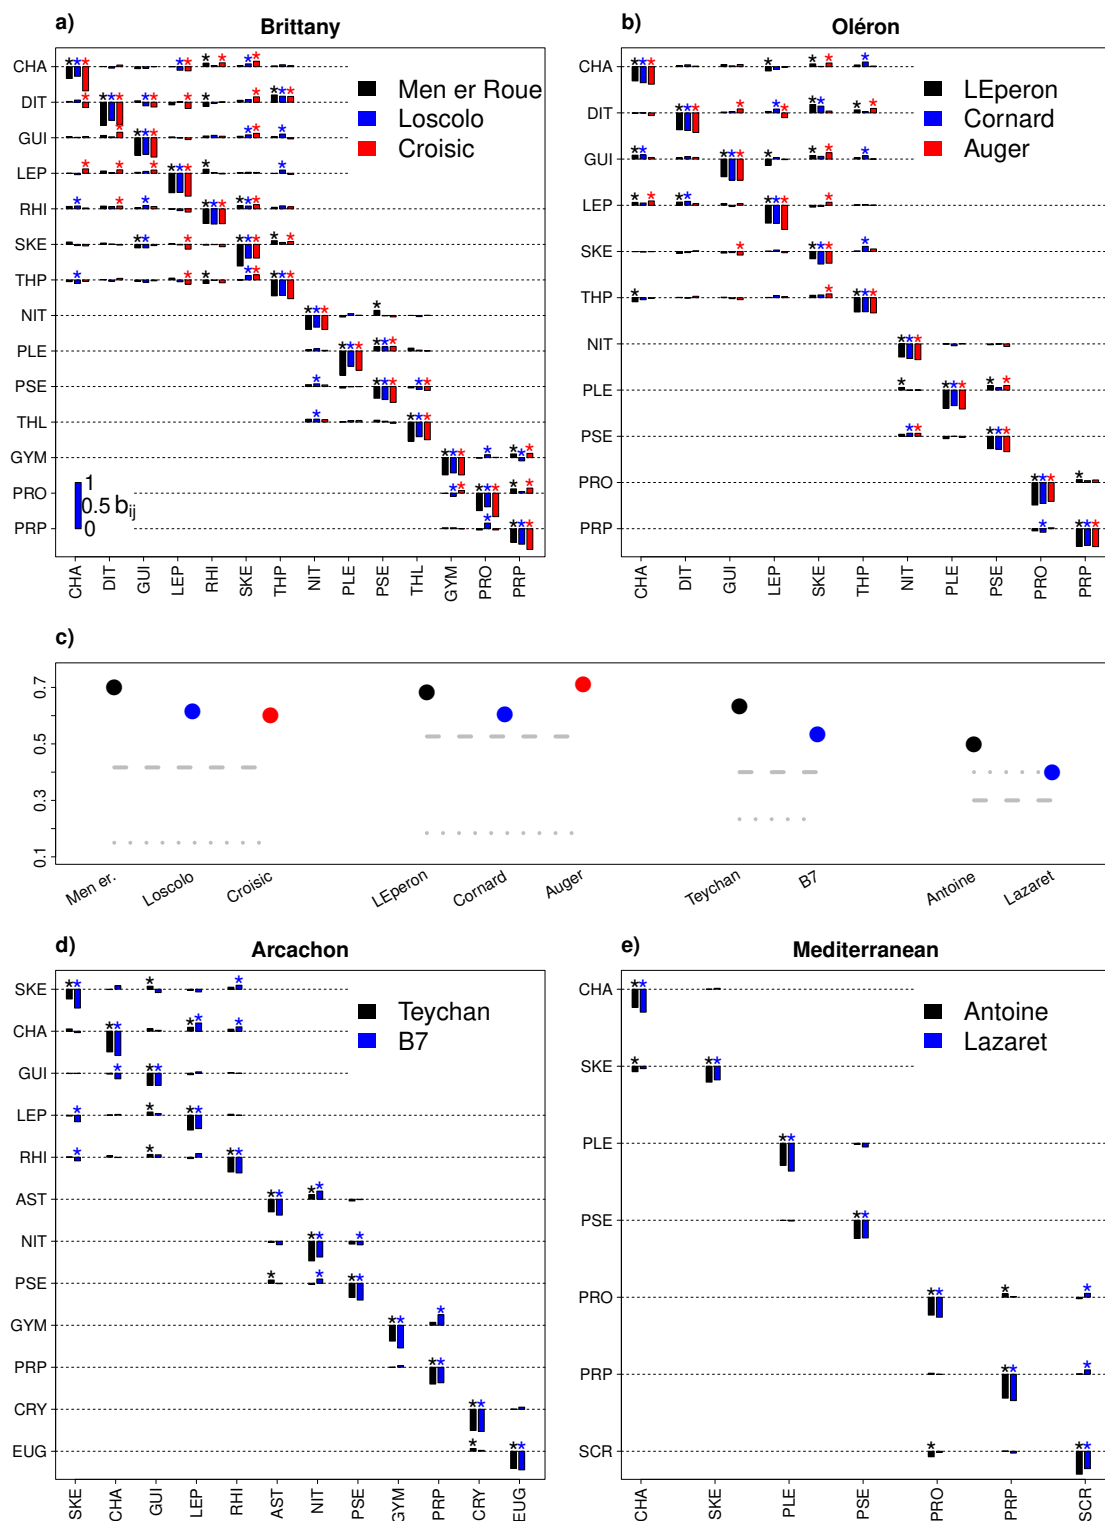 a) Brittany
CHA
DIT
GUI
LEP
RHI
SKE
THP
NIT
PLE
PSE
THL
GYM
PRO
PRP
Men er Roue
Loscolo
Croisic
1
0.5 bij
0
CHA DIT GUI LEP RHI SKE THP NIT PLE PSE THL GYM PRO PRP
b) Oléron
CHA
DIT
GUI
LEP
SKE
THP
NIT
PLE
PSE
PRO
PRP
LEperon
Cornard
Auger
CHA DIT GUI LEP SKE THP NIT PLE PSE PRO PRP
c)
0.7
0.5
0.3
0.1
Men er. Loscolo Croisic LEperon Cornard Auger Teychan B7 Antoine Lazaret
d) Arcachon
SKE
CHA
GUI
LEP
RHI
AST
NIT
PSE
GYM
PRP
CRY
EUG
Teychan
B7
SKE CHA GUI LEP RHI AST NIT PSE GYM PRP CRY EUG
e) Mediterranean
CHA
SKE
PLE
PSE
PRO
PRP
SCR
Antoine
Lazaret
CHA SKE PLE PSE PRO PRP SCR